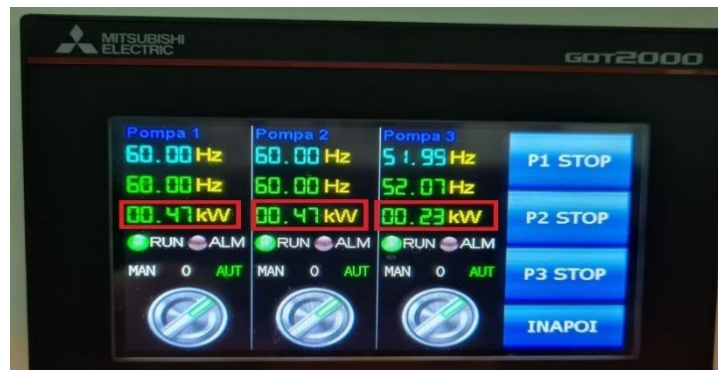 MITSUBISHI
ELECTRIC
GOT2000
Pompa 1 Pompa 2 Pompa 3
60.00 Hz 60.00 Hz 51.95 Hz
60.00 Hz 60.00 Hz 52.07 Hz
00.47 kW 00.47 kW 00.23 kW
RUN ALM RUN ALM RUN ALM
MAN 0 AUT MAN 0 AUT MAN 0 AUT
P1 STOP
P2 STOP
P3 STOP
INAPOI